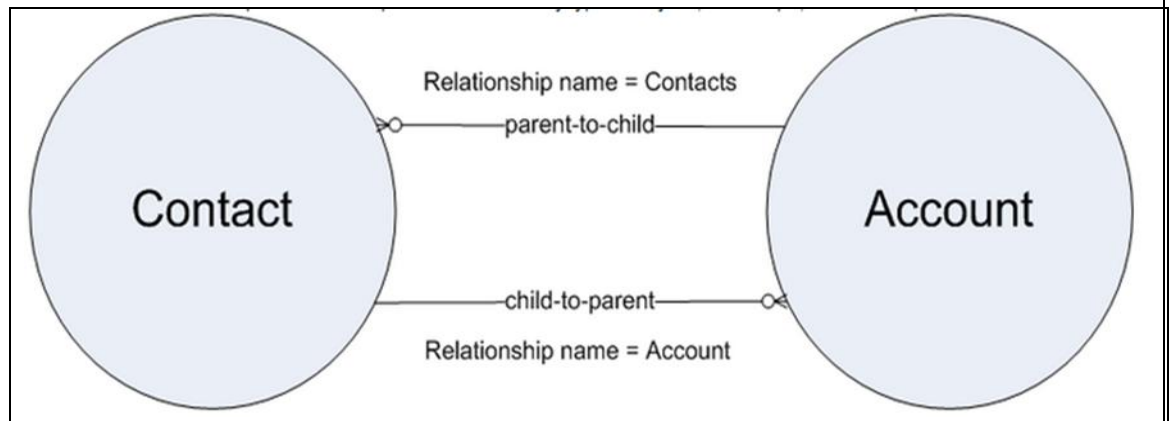 Relationship name = Contacts
parent-to-child
Contact
Account
child-to-parent
Relationship name = Account